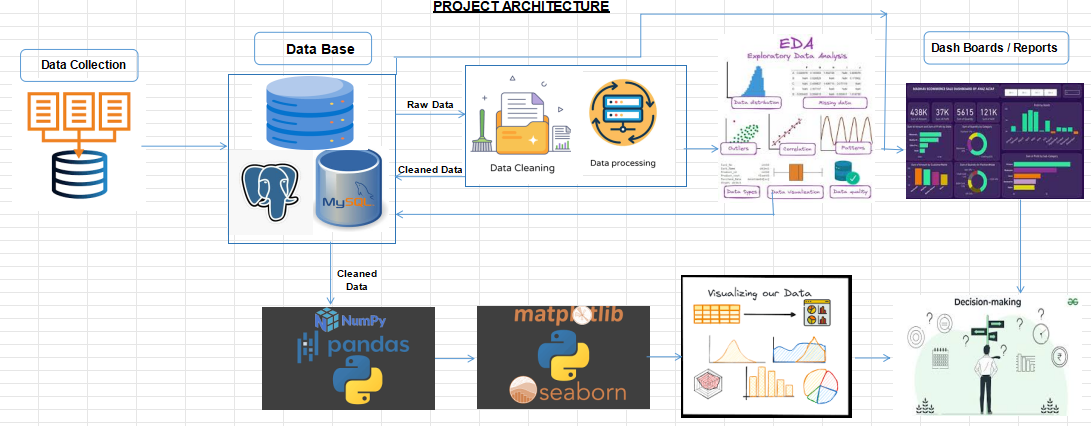 PROJECT ARCHITECTURE
Data Collection
Data Base
Dash Boards / Reports
Raw Data
Cleaned Data
Data Cleaning
Data processing
EDA
Exploratory Data Analysis
Data distribution
Missing data
Outliers
Correlation
Patterns
Data types
Data visualization
Data quality
438K
37K
5615
121K
MySQL
Cleaned
Data
NumPy
pandas
matplotlib
seaborn
Visualizing our Data
Decision-making